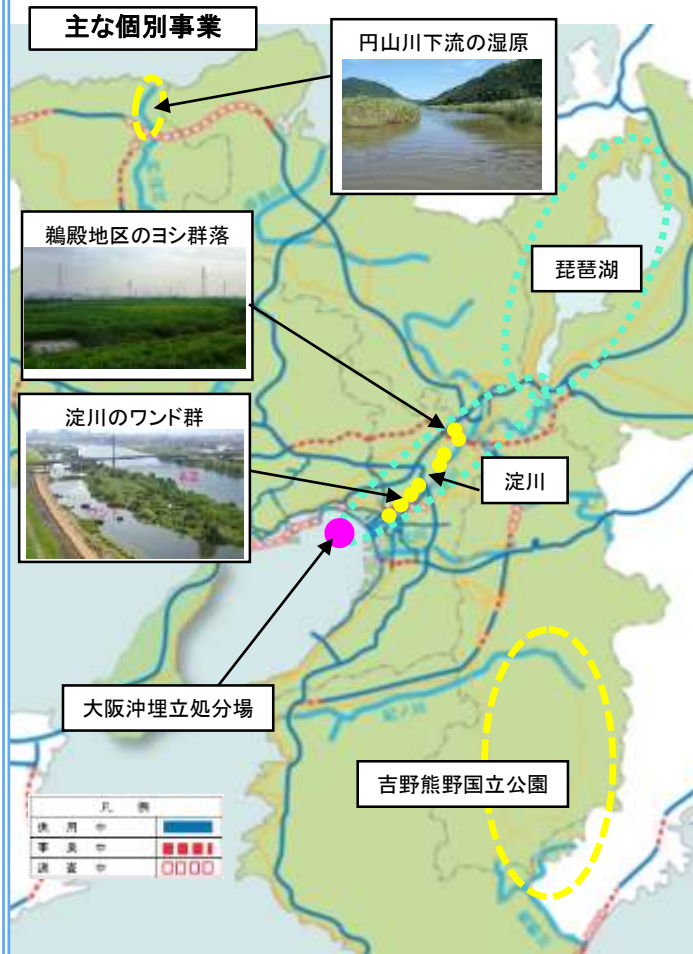 主な個別事業
円山川下流の湿原
鵜殿地区のヨシ群落
琵琶湖
淀川のワンド群
淀川
大阪沖埋立処分場
紀ノ川
吉野熊野国立公園
凡 例
供 用 中
事 業 中
調 査 中